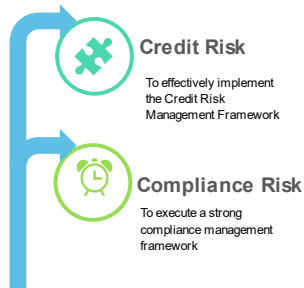 Credit Risk
To effectively implement
the Credit Risk
Management Framework
Compliance Risk
To execute a strong
compliance management
framework